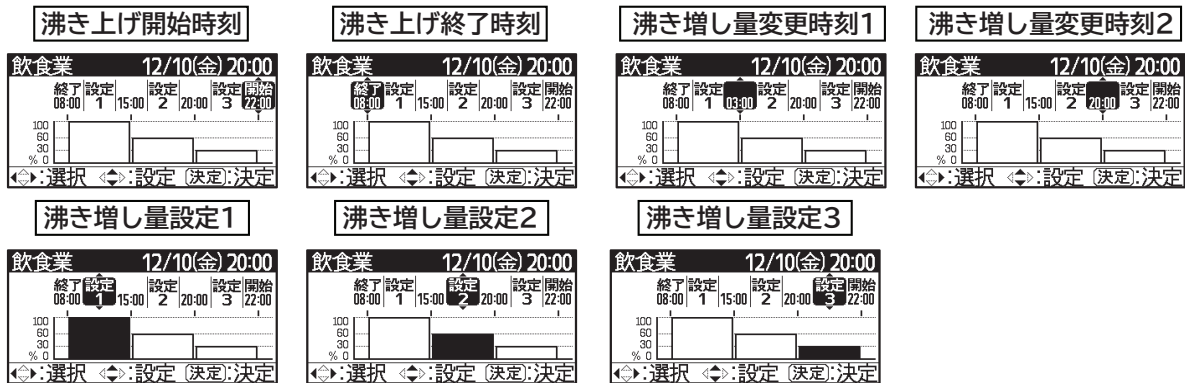 沸き上げ開始時刻
飲食業 12/10(金) 20:00
終了 設定 設定 設定 開始
08:00 1 15:00 2 20:00 3 22:00
100
60
30
% 0
:選択 :設定 (決定):決定
沸き上げ終了時刻
飲食業 12/10(金) 20:00
終了 設定 設定 設定 開始
08:00 1 15:00 2 20:00 3 22:00
100
60
30
% 0
:選択 :設定 (決定):決定
沸き増し量変更時刻1
飲食業 12/10(金) 20:00
終了 設定 設定 設定 開始
08:00 1 03:00 2 20:00 3 22:00
100
60
30
% 0
:選択 :設定 (決定):決定
沸き増し量変更時刻2
飲食業 12/10(金) 20:00
終了 設定 設定 設定 開始
08:00 1 15:00 2 20:00 3 22:00
100
60
30
% 0
:選択 :設定 (決定):決定
沸き増し量設定1
飲食業 12/10(金) 20:00
終了 設定 設定 設定 開始
08:00 1 15:00 2 20:00 3 22:00
100
60
30
% 0
:選択 :設定 (決定):決定
沸き増し量設定2
飲食業 12/10(金) 20:00
終了 設定 設定 設定 開始
08:00 1 15:00 2 20:00 3 22:00
100
60
30
% 0
:選択 :設定 (決定):決定
沸き増し量設定3
飲食業 12/10(金) 20:00
終了 設定 設定 設定 開始
08:00 1 15:00 2 20:00 3 22:00
100
60
30
% 0
:選択 :設定 (決定):決定